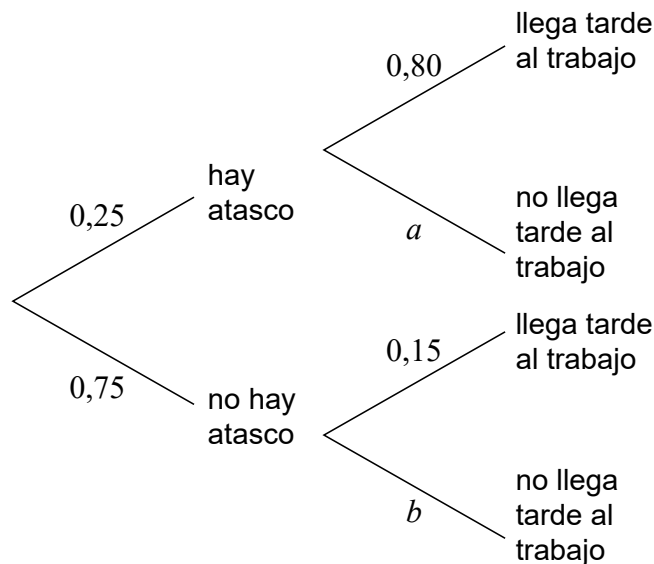 llega tarde
al trabajo
0,80
hay
atasco
0,25
a
no llega
tarde al
trabajo
llega tarde
al trabajo
0,15
0,75
no hay
atasco
b
no llega
tarde al
trabajo